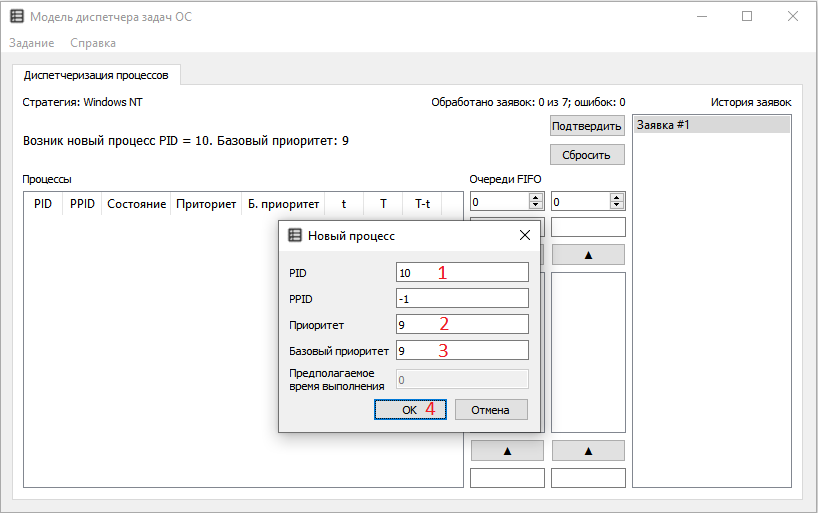 Модель диспетчера задач ОС
Задание Справка
Диспетчеризация процессов
Стратегия: Windows NT
Обработано заявок: 0 из 7; ошибок: 0
История заявок
Возник новый процесс PID = 10. Базовый приоритет: 9
Подтвердить
Сбросить
Заявка #1
Процессы
Очереди FIFO
PID PPID Состояние Приториет Б. приоритет t T T-t
0 0
Новый процесс
PID 10 1
PPID -1
Приоритет 9 2
Базовый приоритет 9 3
Предполагаемое
время выполнения 0
ОК 4 Отмена